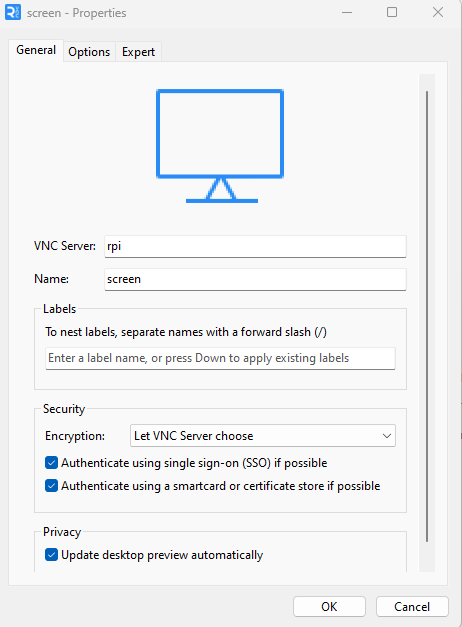 screen - Properties
General Options Expert
VNC Server: rpi
Name: screen
Labels
To nest labels, separate names with a forward slash (/)
Enter a label name, or press Down to apply existing labels
Security
Encryption: Let VNC Server choose
Authenticate using single sign-on (SSO) if possible
Authenticate using a smartcard or certificate store if possible
Privacy
Update desktop preview automatically
OK Cancel